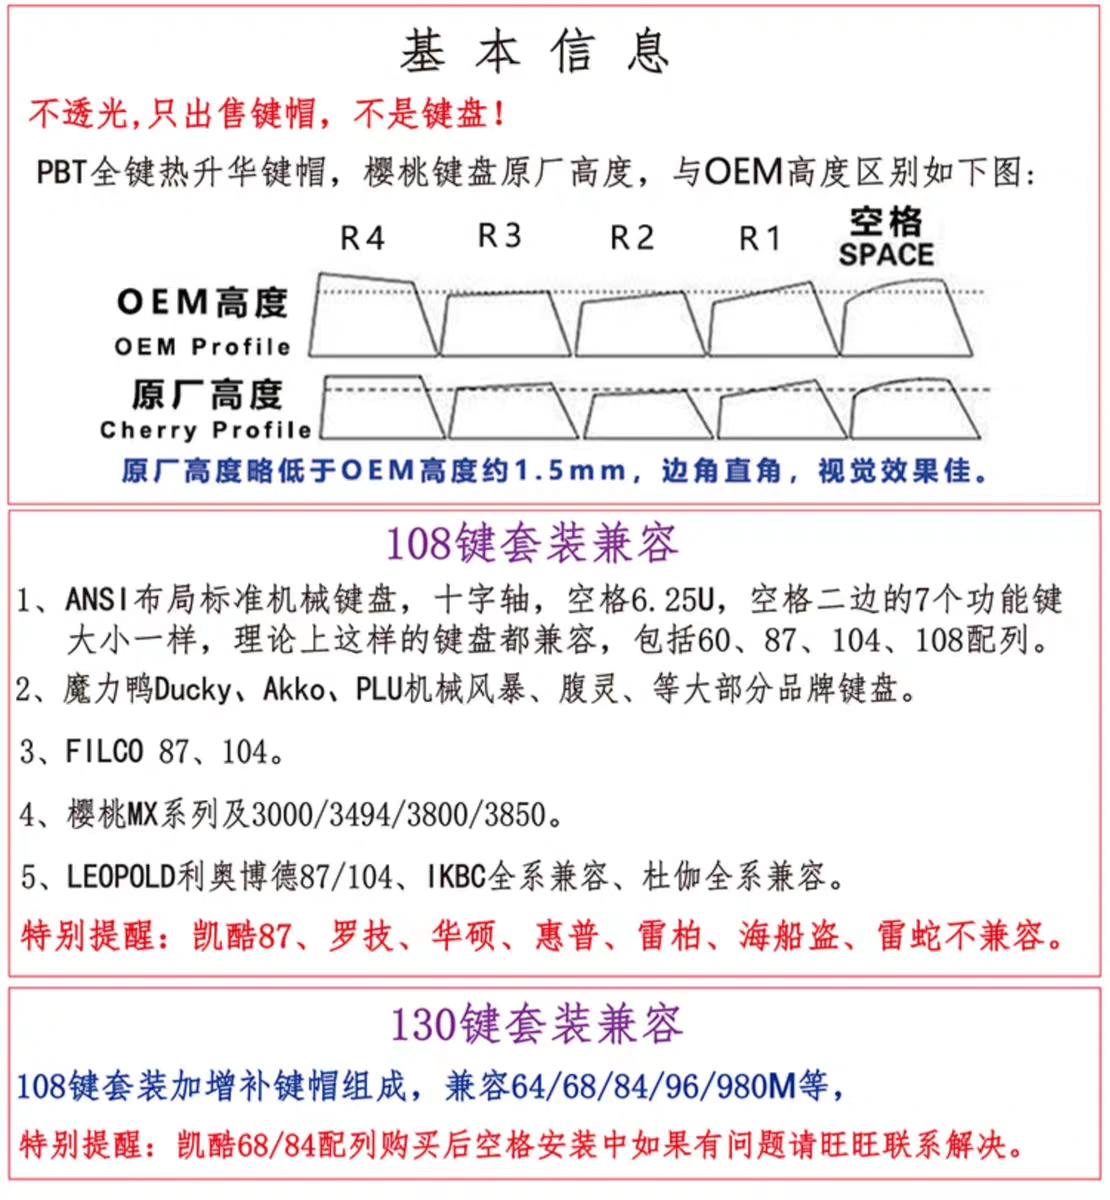 基本信息
不透光,只出售键帽，不是键盘！
PBT全键热升华键帽，樱桃键盘原厂高度，与OEM高度区别如下图：
R4 R3 R2 R1 空格
SPACE
OEM高度
OEM Profile
原厂高度
Cherry Profile
原厂高度略低于OEM高度约1.5mm，边角直角，视觉效果佳。
108键套装兼容
1、ANSI布局标准机械键盘，十字轴，空格6.25U，空格二边的7个功能键
大小一样，理论上这样的键盘都兼容，包括60、87、104、108配列。
2、魔力鸭Ducky、Akko、PLU机械风暴、腹灵、等大部分品牌键盘。
3、FILCO 87、104。
4、樱桃MX系列及3000/3494/3800/3850。
5、LEOPOLD利奥博德87/104、IKBC全系兼容、杜伽全系兼容。
特别提醒：凯酷87、罗技、华硕、惠普、雷柏、海船盗、雷蛇不兼容。
130键套装兼容
108键套装加增补键帽组成，兼容64/68/84/96/980M等，
特别提醒：凯酷68/84配列购买后空格安装中如果有问题请旺旺联系解决。